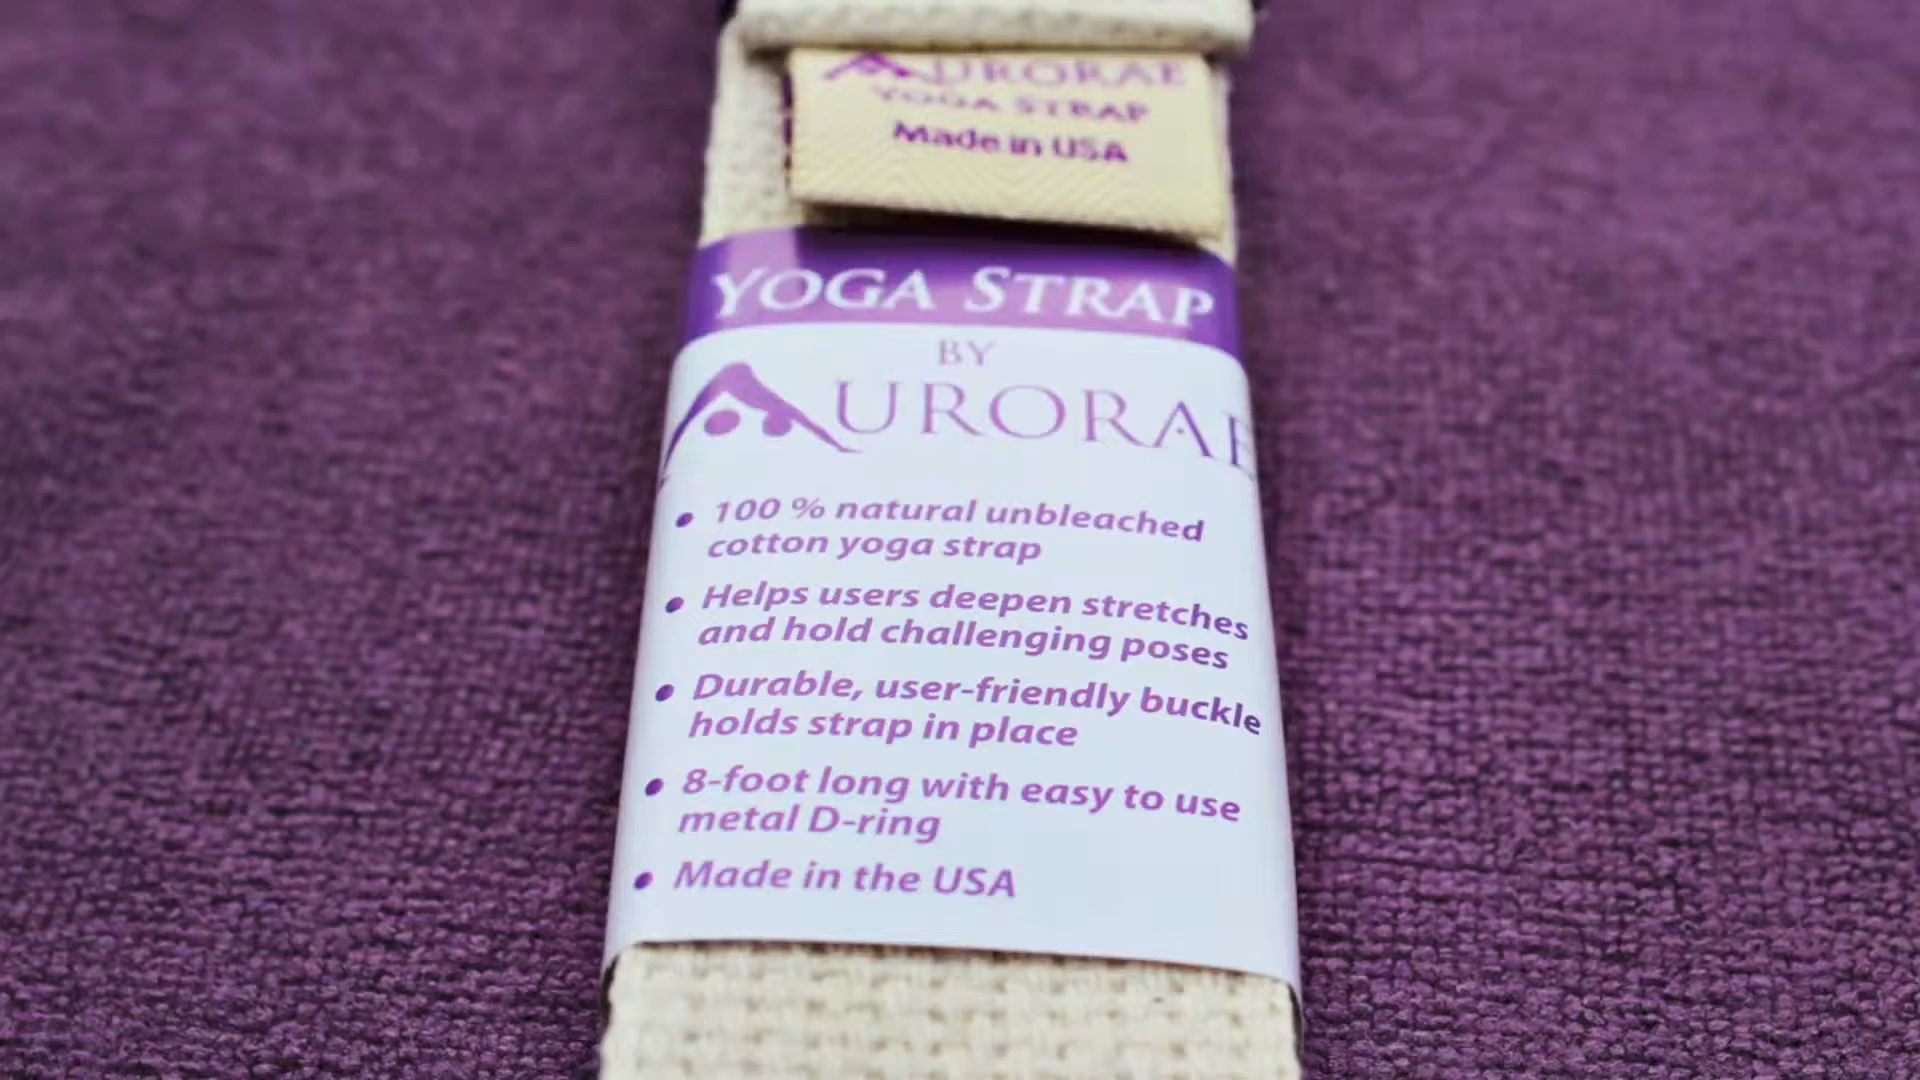 AURORAE
YOGA STRAP
Made in USA
YOGA STRAP
BY
AURORAE
• 100 % natural unbleached
cotton yoga strap
• Helps users deepen stretches
and hold challenging poses
• Durable, user-friendly buckle
holds strap in place
• 8-foot long with easy to use
metal D-ring
• Made in the USA